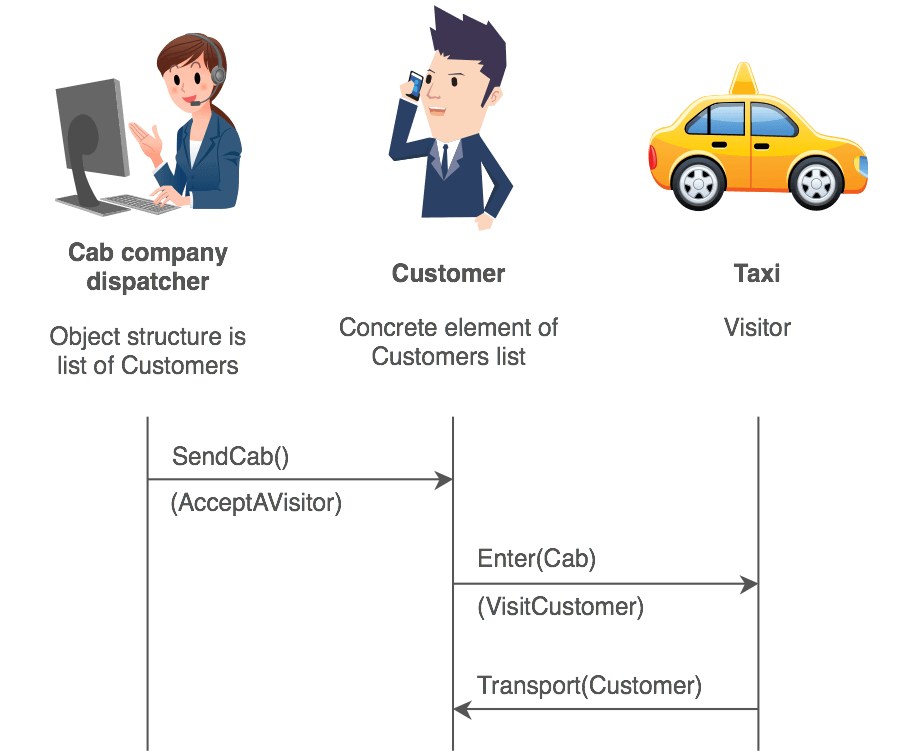 Cab company
dispatcher
Customer
Taxi
Object structure is
list of Customers
Concrete element of
Customers list
Visitor
SendCab()
(AcceptAVisitor)
Enter(Cab)
(VisitCustomer)
Transport(Customer)